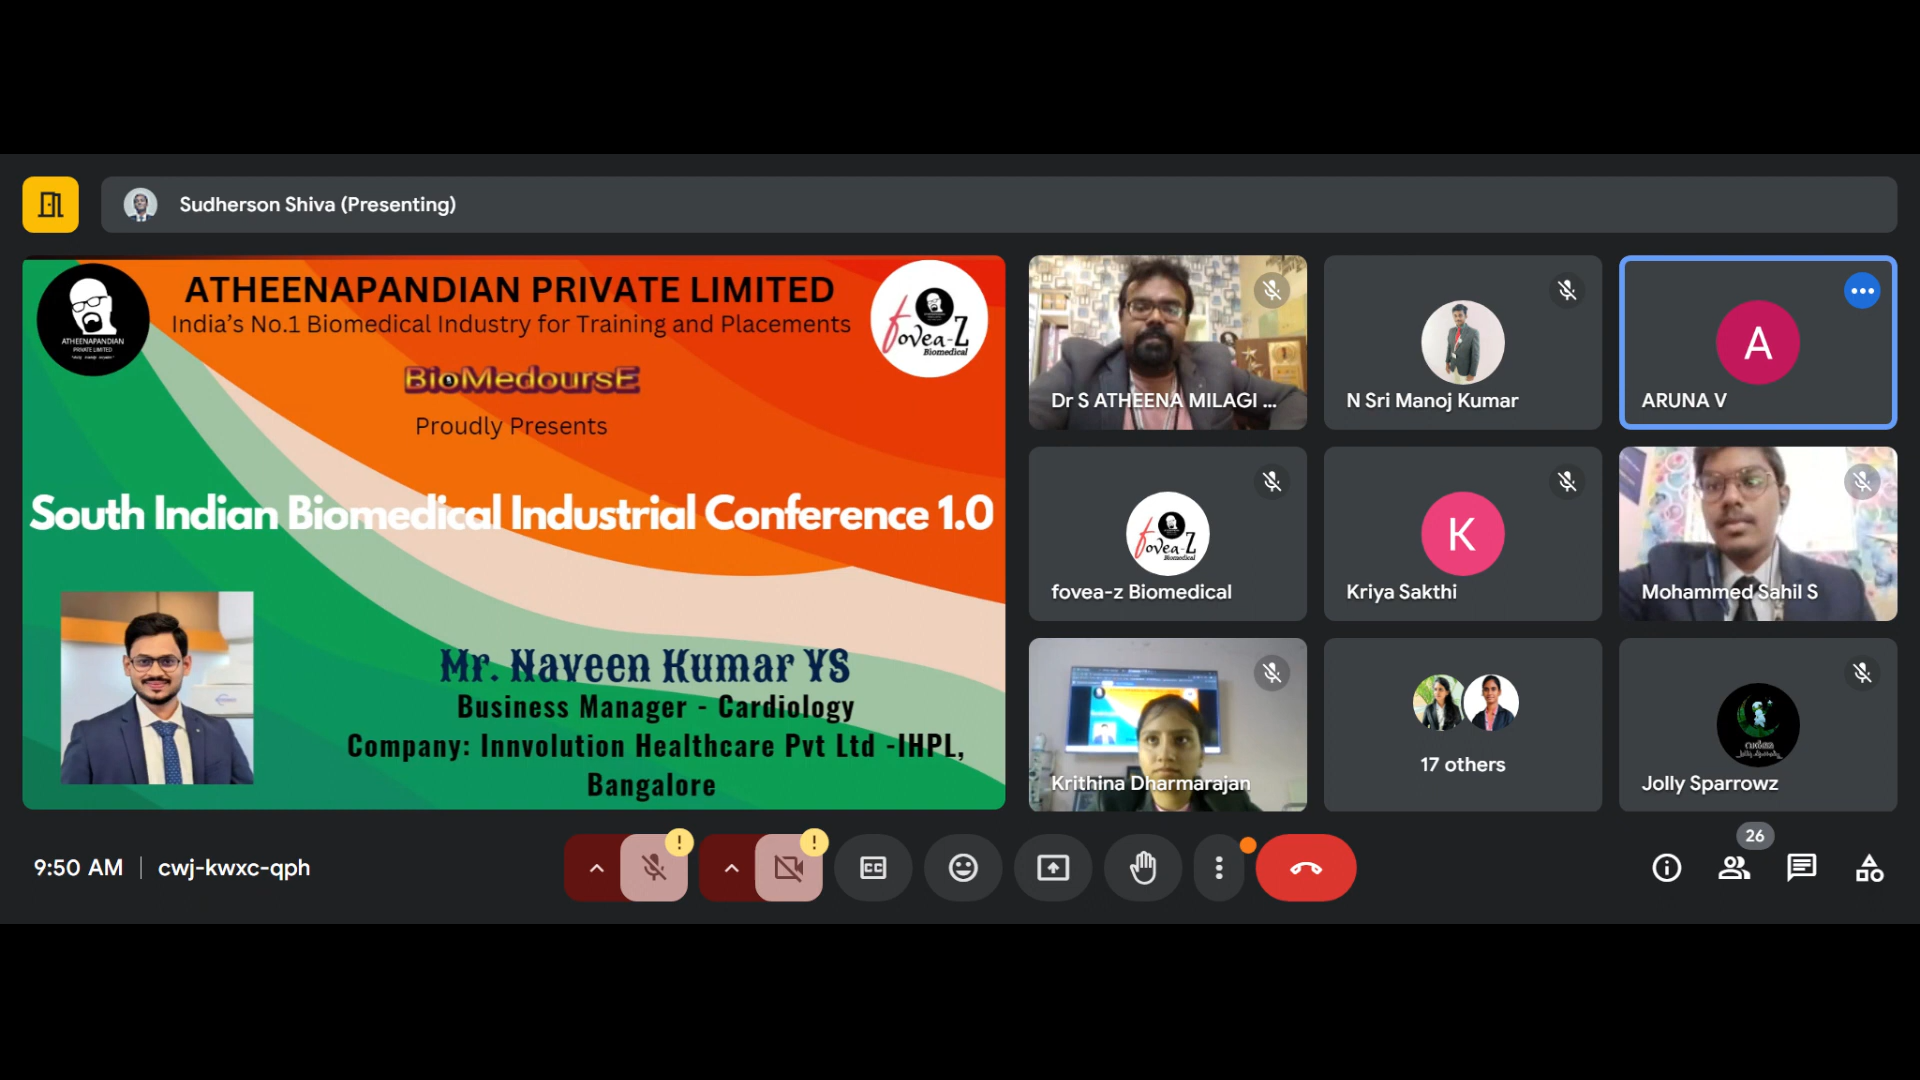 Sudherson Shiva (Presenting)
ATHEENAPANDIAN PRIVATE LIMITED
India's No.1 Biomedical Industry for Training and Placements
ATHEENAPANDIAN
PRIVATE LIMITED
fovea-Z
Biomedical
BioMedoursE
Proudly Presents
South Indian Biomedical Industrial Conference 1.0
Mr. Naveen Kumar YS
Business Manager - Cardiology
Company: Innvolution Healthcare Pvt Ltd -IHPL,
Bangalore
Dr S ATHEENA MILAGI ...
N Sri Manoj Kumar
A
ARUNA V
fovea-Z
Biomedical
fovea-z Biomedical
K
Kriya Sakthi
Mohammed Sahil S
Krithina Dharmarajan
17 others
Jolly Sparrowz
9:50 AM | cwj-kwxc-qph
!
!
CC
26